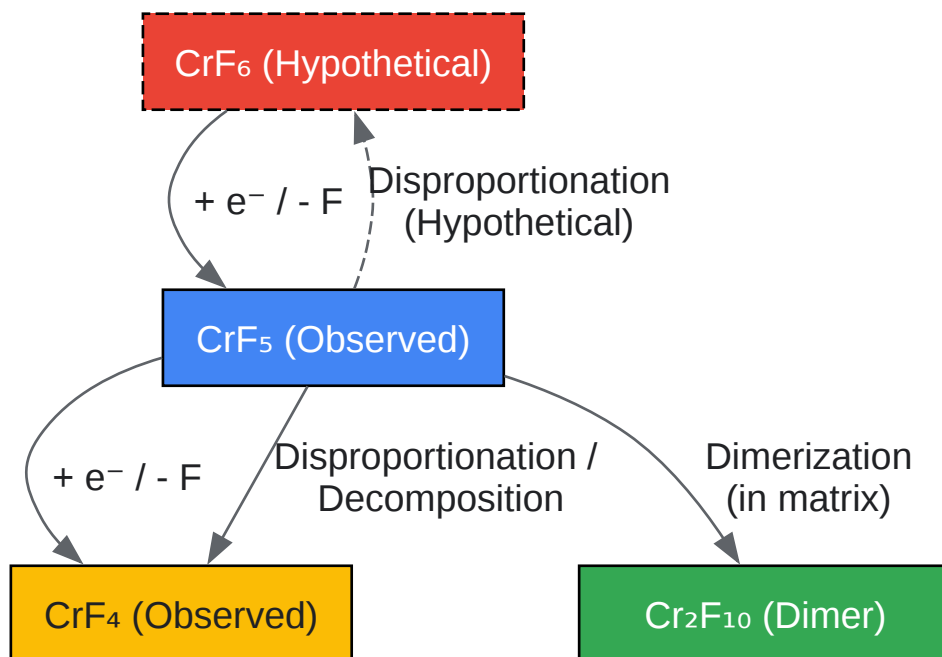 CrF₆ (Hypothetical)
+ e⁻ / - F
Disproportionation
(Hypothetical)
CrF₅ (Observed)
+ e⁻ / - F
Disproportionation /
Decomposition
Dimerization
(in matrix)
CrF₄ (Observed)
Cr₂F₁₀ (Dimer)